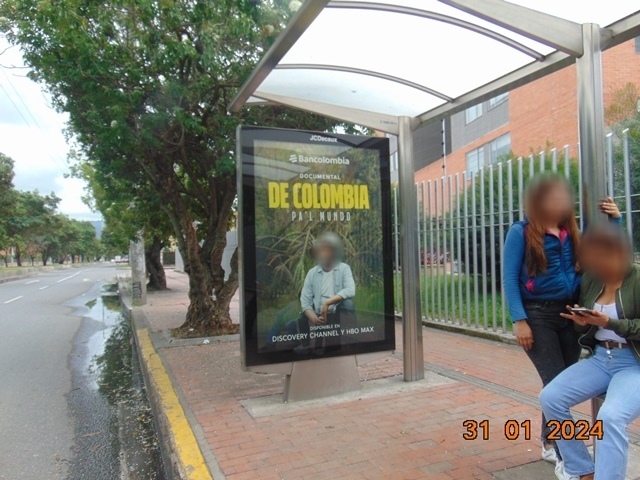 JCDecaux
Bancolombia
DOCUMENTAL
DE COLOMBIA
PA'L MUNDO
DISPONIBLE EN
DISCOVERY CHANNEL Y HBO MAX
31 01 2024